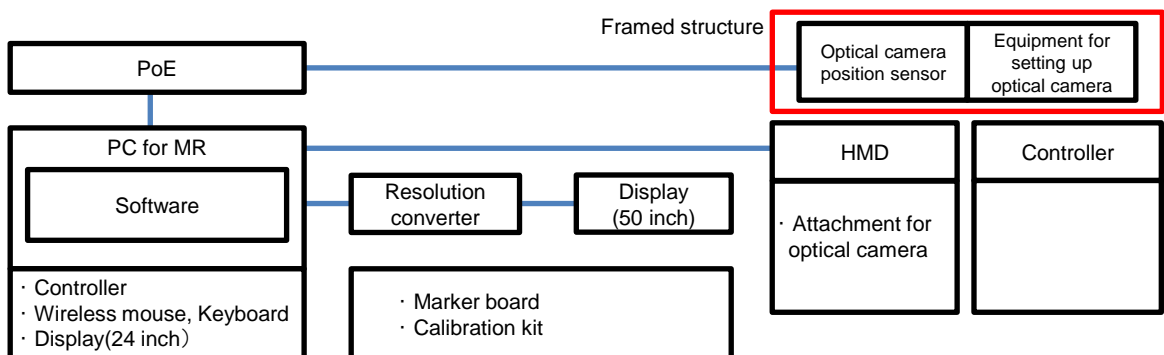 Framed structure
Optical camera
position sensor
Equipment for
setting up
optical camera
PoE
PC for MR
Software
Resolution
converter
Display
(50 inch)
HMD
Controller
· Attachment for
optical camera
· Controller
· Wireless mouse, Keyboard
· Display(24 inch）
· Marker board
· Calibration kit